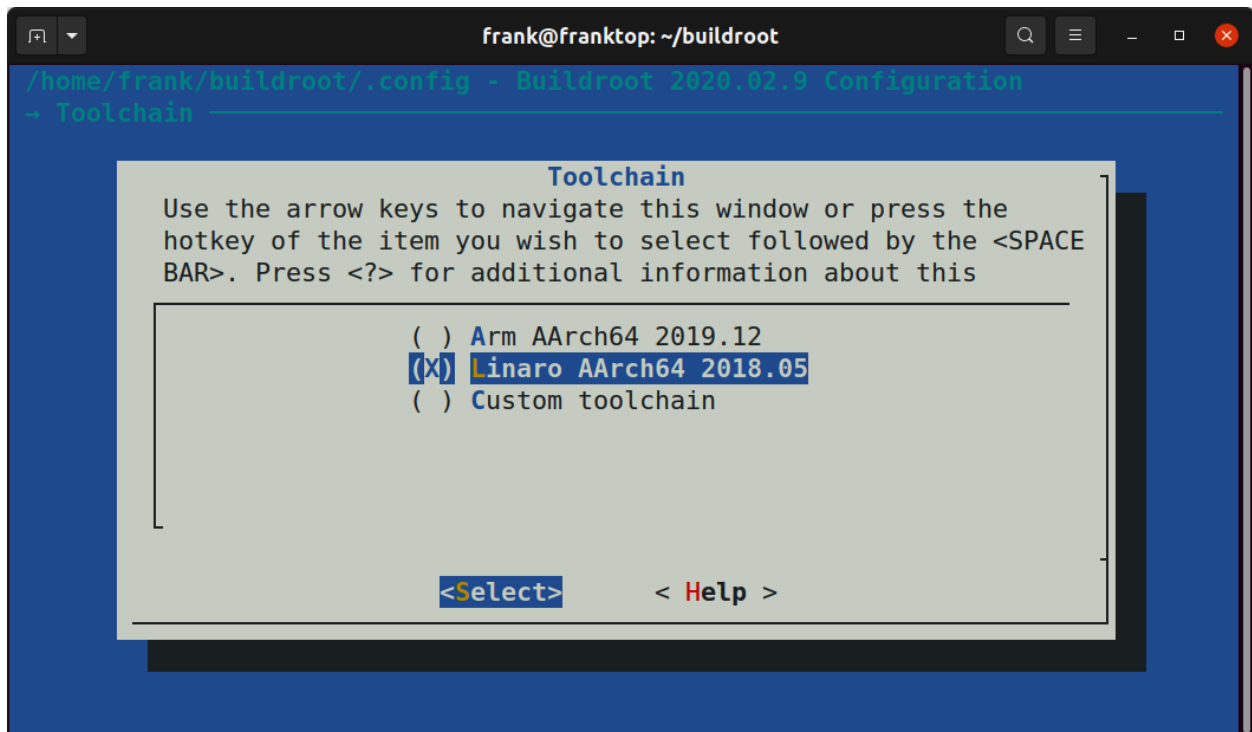 frank@franktop: ~/buildroot
/home/frank/buildroot/.config - Buildroot 2020.02.9 Configuration
→ Toolchain
Toolchain
Use the arrow keys to navigate this window or press the
hotkey of the item you wish to select followed by the <SPACE
BAR>. Press <?> for additional information about this
( ) Arm AArch64 2019.12
(X) Linaro AArch64 2018.05
( ) Custom toolchain
<Select> < Help >